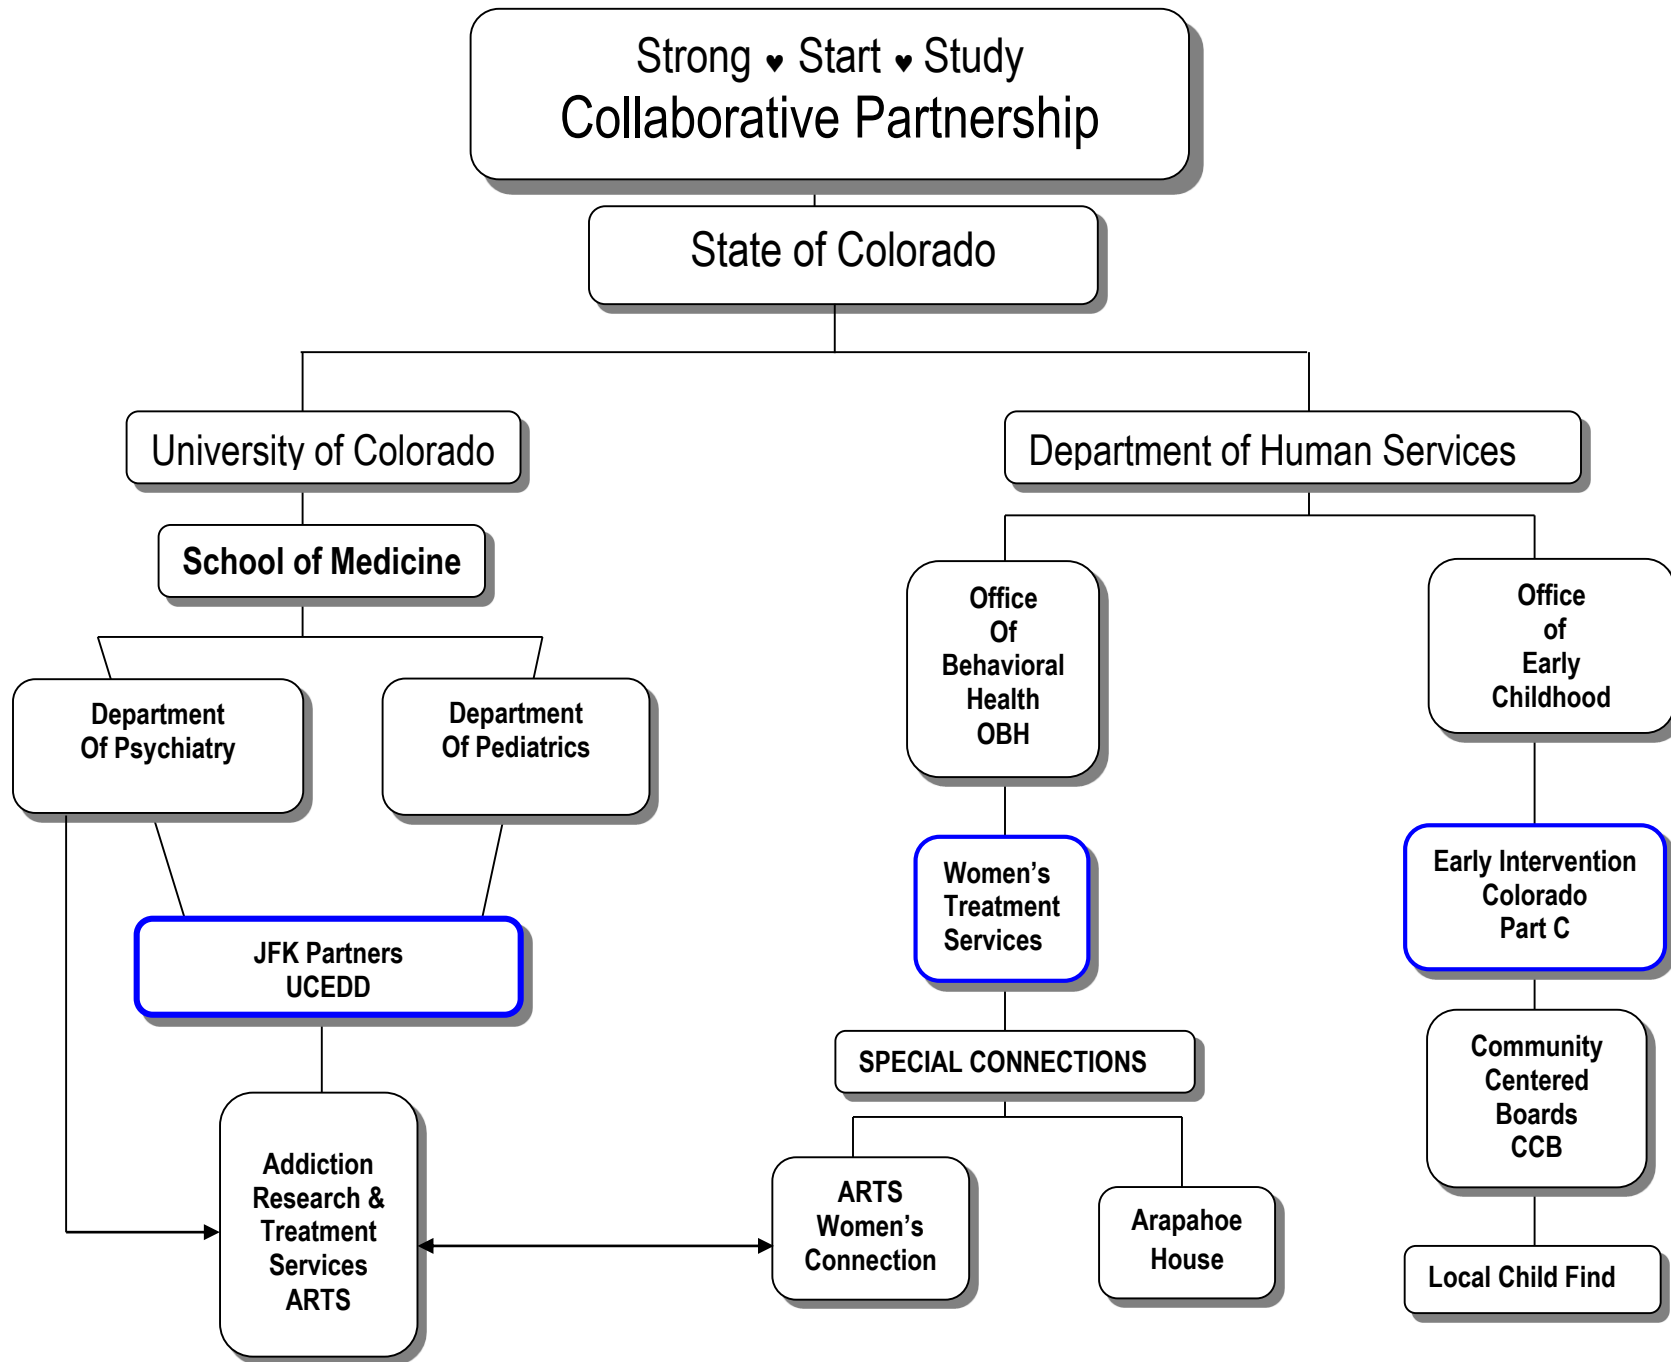 Strong ♥ Start ♥ Study
Collaborative Partnership
State of Colorado
University of Colorado
Department of Human Services
School of Medicine
Office
Of
Behavioral
Health
OBH
Office
of
Early
Childhood
Department
Of Psychiatry
Department
Of Pediatrics
Women's
Treatment
Services
Early Intervention
Colorado
Part C
JFK Partners
UCEDD
SPECIAL CONNECTIONS
Community
Centered
Boards
CCB
Addiction
Research &
Treatment
Services
ARTS
ARTS
Women's
Connection
Arapahoe
House
Local Child Find